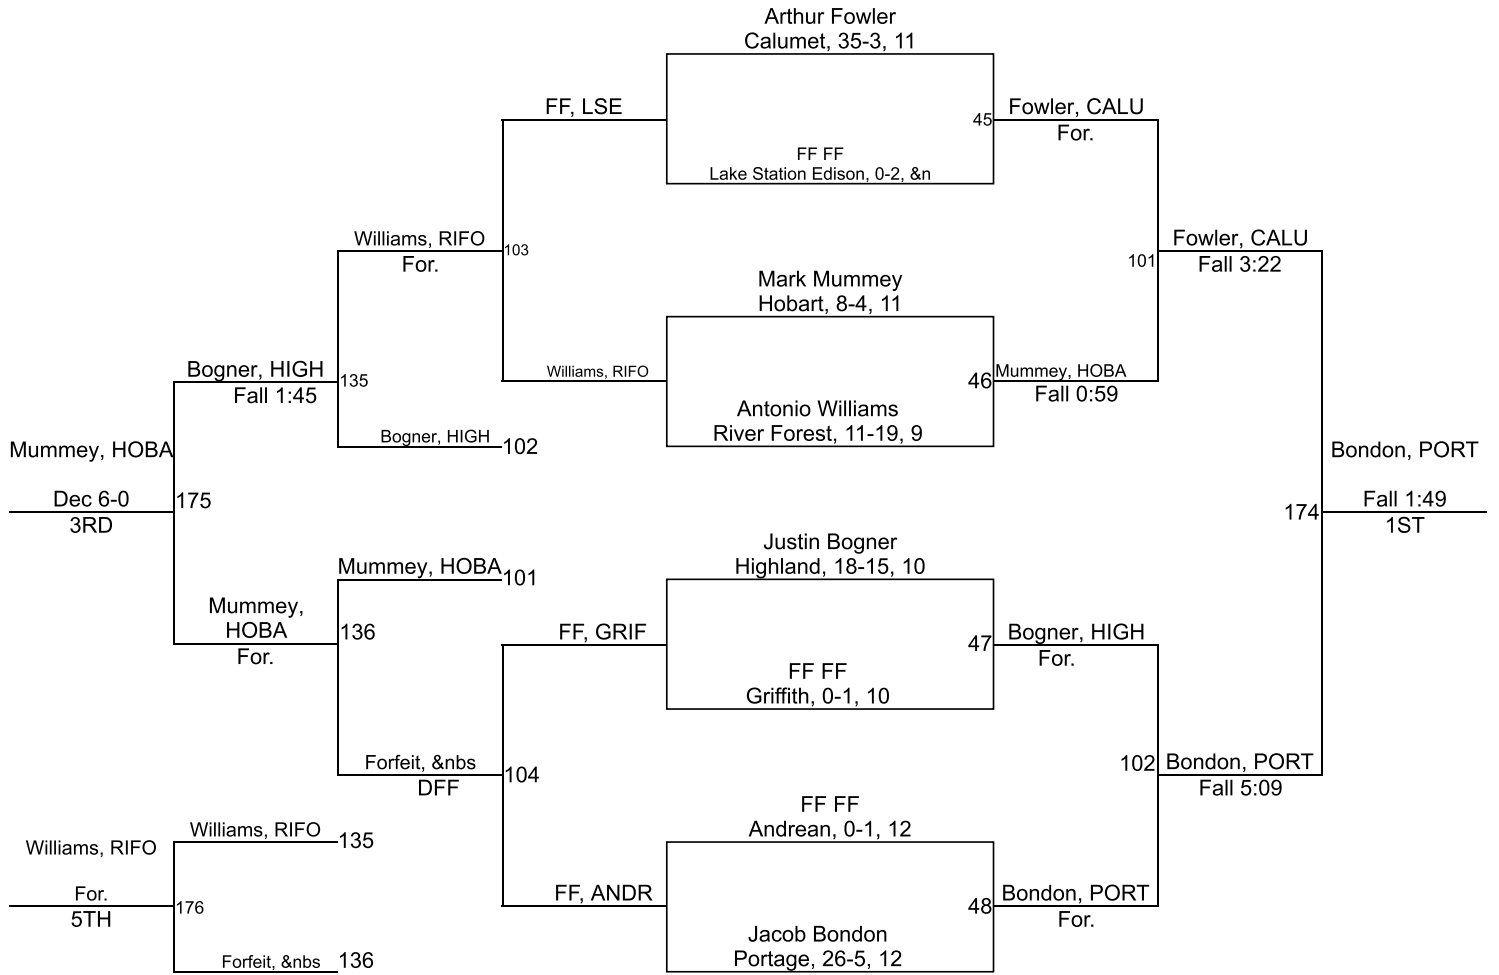 Arthur Fowler
Calumet, 35-3, 11
FF, LSE
45
Fowler, CALU
For.
FF FF
Lake Station Edison, 0-2, &n
Williams, RIFO
For.
103
Fowler, CALU
Fall 3:22
101
Mark Mummey
Hobart, 8-4, 11
Bogner, HIGH
Fall 1:45
135
Williams, RIFO
46
Mummey, HOBA
Fall 0:59
Antonio Williams
River Forest, 11-19, 9
Bogner, HIGH
102
Mummey, HOBA
Dec 6-0
3RD
175
Bondon, PORT
Fall 1:49
1ST
174
Justin Bogner
Highland, 18-15, 10
Mummey, HOBA
101
Mummey,
HOBA
For.
136
FF, GRIF
47
Bogner, HIGH
For.
FF FF
Griffith, 0-1, 10
Forfeit, &nbs
DFF
104
102
Bondon, PORT
Fall 5:09
FF FF
Andrean, 0-1, 12
Williams, RIFO
135
Williams, RIFO
For.
5TH
176
FF, ANDR
48
Bondon, PORT
For.
Jacob Bondon
Portage, 26-5, 12
Forfeit, &nbs
136